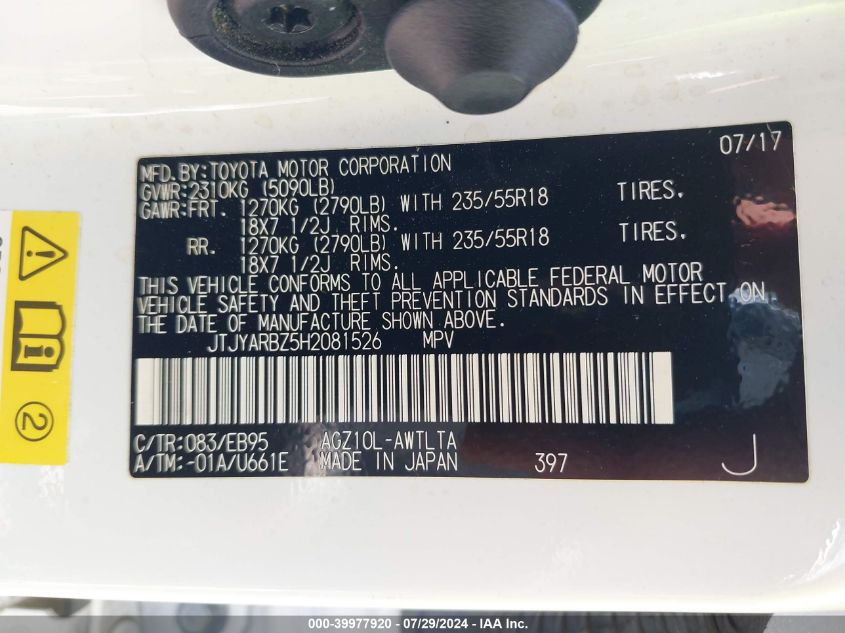 07/17
MFD.BY:TOYOTA MOTOR CORPORATION
GVWR:2310KG (5090LB)
GAWR:FRT. 1270KG (2790LB) WITH 235/55R18 TIRES.
18X7 1/2J RIMS.
RR. 1270KG (2790LB) WITH 235/55R18 TIRES.
18X7 1/2J RIMS.
THIS VEHICLE CONFORMS TO ALL APPLICABLE FEDERAL MOTOR
VEHICLE SAFETY AND THEFT PREVENTION STANDARDS IN EFFECT ON
THE DATE OF MANUFACTURE SHOWN ABOVE.
JTJYARBZ5H2081526 MPV
C/TR:083/EB95 AGZ10L-AWTLTA
A/TM:-01A/U661E MADE IN JAPAN 397 J
2
000-39977920 - 07/29/2024 - IAA Inc.